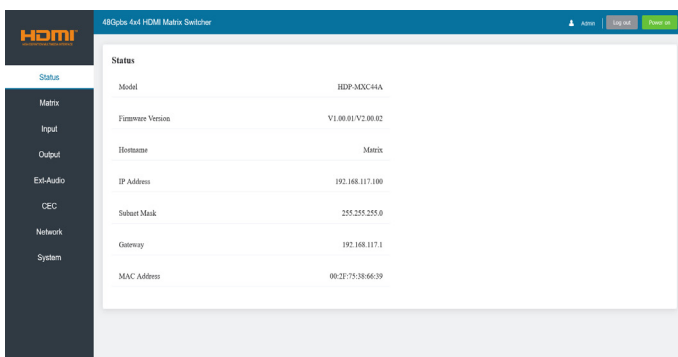 HDMI
48Gpbs 4x4 HDMI Matrix Switcher
Admin
Log out
Power on
Status
Matrix
Input
Output
Ext-Audio
CEC
Network
System
Status
Model HDP-MXC44A
Firmware Version V1.00.01/V2.00.02
Hostname Matrix
IP Address 192.168.117.100
Subnet Mask 255.255.255.0
Gateway 192.168.117.1
MAC Address 00:2F:75:38:66:39